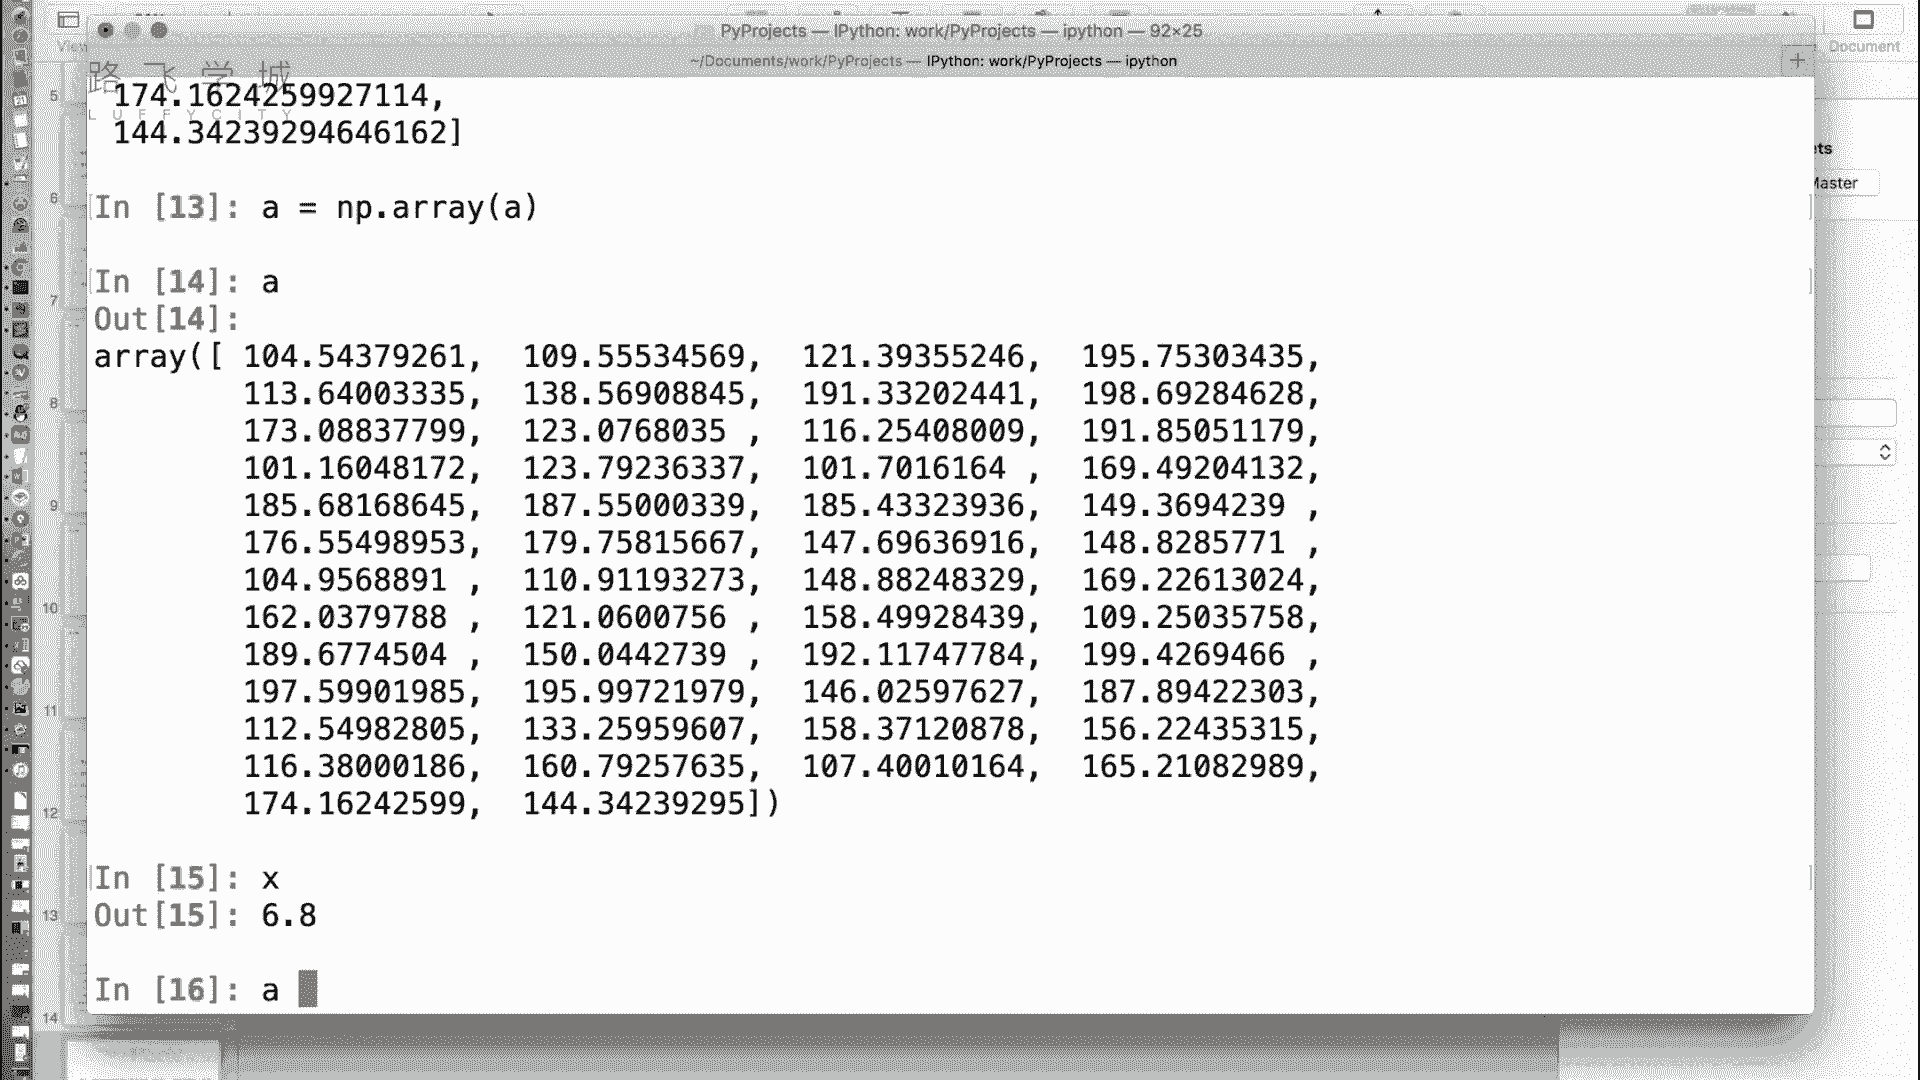 PyProjects — IPython: work/PyProjects — ipython — 92×25
~/Documents/work/PyProjects — IPython: work/PyProjects — ipython
+
Document
View
路飞学城
LUFFYCITY
174.1624259927114,
144.34239294646162]
In [13]: a = np.array(a)
In [14]: a
Out[14]:
array([ 104.54379261, 109.55534569, 121.39355246, 195.75303435,
113.64003335, 138.56908845, 191.33202441, 198.69284628,
173.08837799, 123.0768035 , 116.25408009, 191.85051179,
101.16048172, 123.79236337, 101.7016164 , 169.49204132,
185.68168645, 187.55000339, 185.43323936, 149.3694239 ,
176.55498953, 179.75815667, 147.69636916, 148.8285771 ,
104.9568891 , 110.91193273, 148.88248329, 169.22613024,
162.0379788 , 121.0600756 , 158.49928439, 109.25035758,
189.6774504 , 150.0442739 , 192.11747784, 199.4269466 ,
197.59901985, 195.99721979, 146.02597627, 187.89422303,
112.54982805, 133.25959607, 158.37120878, 156.22435315,
116.38000186, 160.79257635, 107.40010164, 165.21082989,
174.16242599, 144.34239295])
In [15]: x
Out[15]: 6.8
In [16]: a
5
6
7
8
9
10
11
12
13
14
ets
Master